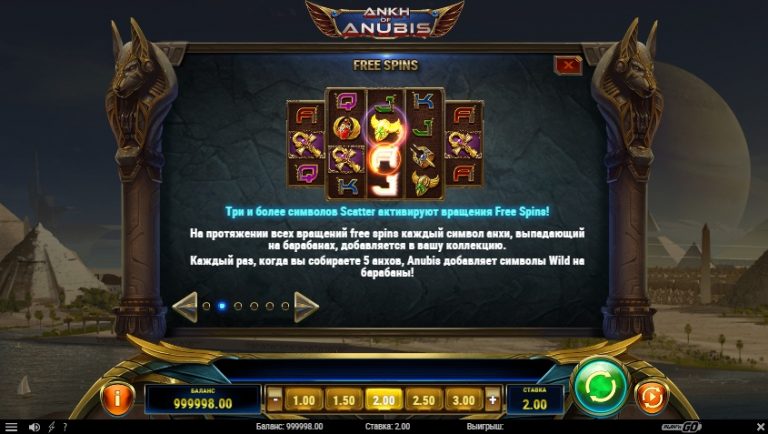 ANKH
OF
ANUBIS
FREE SPINS
Три и более символов Scatter активируют вращения Free Spins!
На протяжении всех вращений free spins каждый символ анхи, выпадающий
на барабанах, добавляется в вашу коллекцию.
Каждый раз, когда вы собираете 5 анхов, Anubis добавляет символы Wild на
барабаны!
БАЛАНС
999998.00
- 1.00 1.50 2.00 2.50 3.00 +
СТАВКА
2.00
Баланс: 999998.00 Ставка: 2.00 Выигрыш:
PLAY'N GO